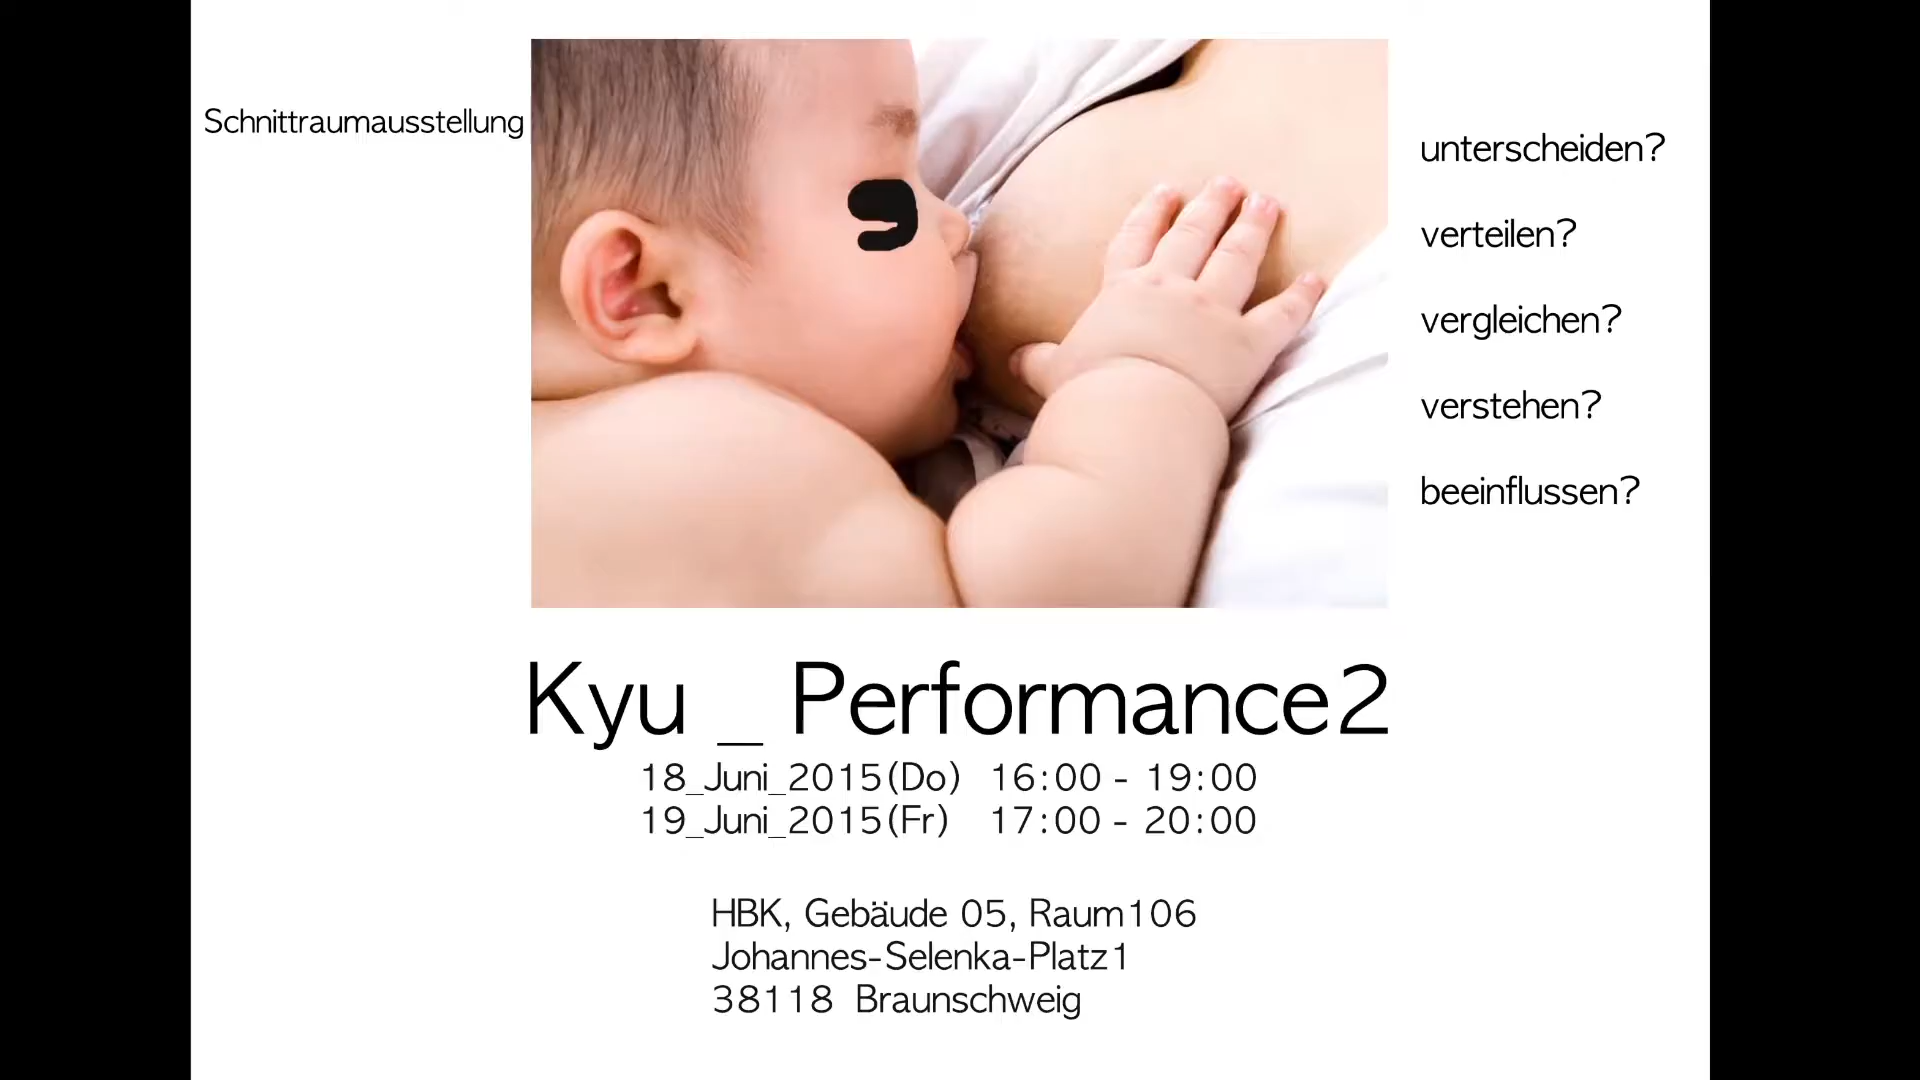 Schnittraumausstellung
unterscheiden?
verteilen?
vergleichen?
verstehen?
beeinflussen?
Kyu _ Performance2
18_Juni_2015(Do) 16:00 - 19:00
19_Juni_2015(Fr) 17:00 - 20:00
HBK, Gebäude 05, Raum106
Johannes-Selenka-Platz1
38118 Braunschweig